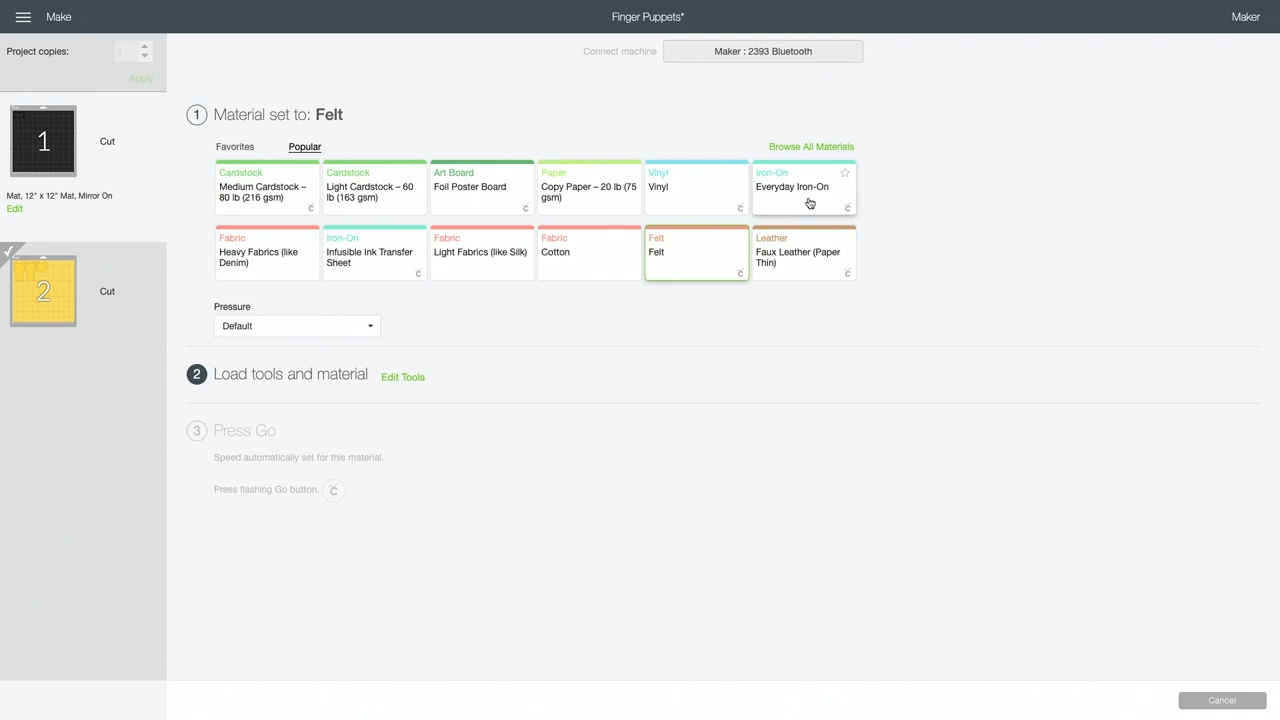 Make
Finger Puppets*
Maker
Project copies:
1
Apply
Connect machine
Maker : 2393 Bluetooth
1
Cut
Mat, 12" x 12" Mat, Mirror On
Edit
2
Cut
1 Material set to: Felt
Favorites
Popular
Browse All Materials
Cardstock
Medium Cardstock –
80 lb (216 gsm)
Cardstock
Light Cardstock – 60
lb (163 gsm)
Art Board
Foil Poster Board
Paper
Copy Paper – 20 lb (75
gsm)
Vinyl
Vinyl
Iron-On
Everyday Iron-On
Fabric
Heavy Fabrics (like
Denim)
Iron-On
Infusible Ink Transfer
Sheet
Fabric
Light Fabrics (like Silk)
Fabric
Cotton
Felt
Felt
Leather
Faux Leather (Paper
Thin)
Pressure
Default
2 Load tools and material Edit Tools
3 Press Go
Speed automatically set for this material.
Press flashing Go button.
Cancel